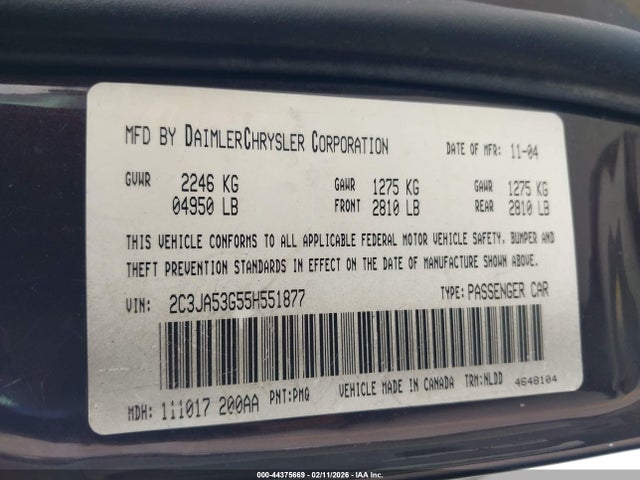 MFD BY DAIMLERCHRYSLER CORPORATION DATE OF MFR: 11-04
GVWR 2246 KG GAWR 1275 KG GAWR 1275 KG
04950 LB FRONT 2810 LB REAR 2810 LB
THIS VEHICLE CONFORMS TO ALL APPLICABLE FEDERAL MOTOR VEHICLE SAFETY, BUMPER AND
THEFT PREVENTION STANDARDS IN EFFECT ON THE DATE OF MANUFACTURE SHOWN ABOVE.
VIN: 2C3JA53G55H551877 TYPE: PASSENGER CAR
MDH: 111017 200AA PNT: PMQ VEHICLE MADE IN CANADA TRM: NLDD 4648104
000-44375669 - 02/11/2026 - IAA Inc.